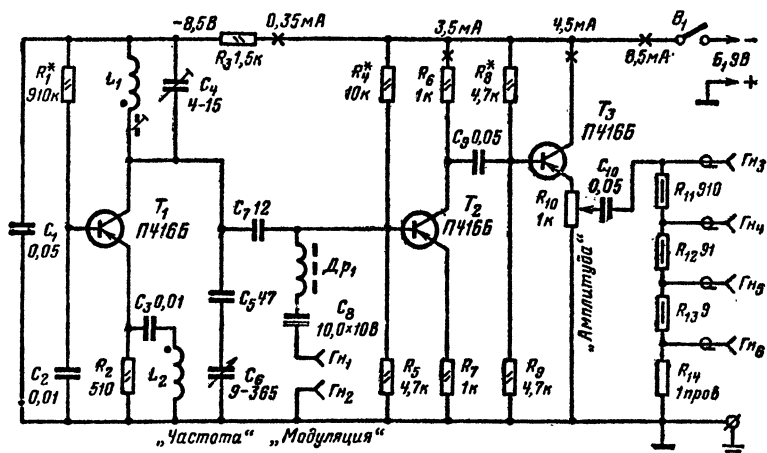 -8,5В
0,35мА
3,5мА
4,5мА
В1
8,5мА
Б1 9В
R1* 910к
L1
C4 4-15
R3 1,5к
R4* 10к
R6 1к
R8* 4,7к
C9 0,05
T3 П416Б
C10 0,05
Гн3
R11 910
Гн4
R12 91
Гн5
R13 9
Гн6
R14 1пров
C1 0,05
T1 П416Б
C7 12
Др1
C8 10,0×10В
T2 П416Б
R10 1к
„Амплитуда“
C3 0,01
C5 47
Гн1
Гн2
C2 0,01
R2 510
L2
C6 9-365
R5 4,7к
R7 1к
R9 4,7к
„Частота“ „Модуляция“